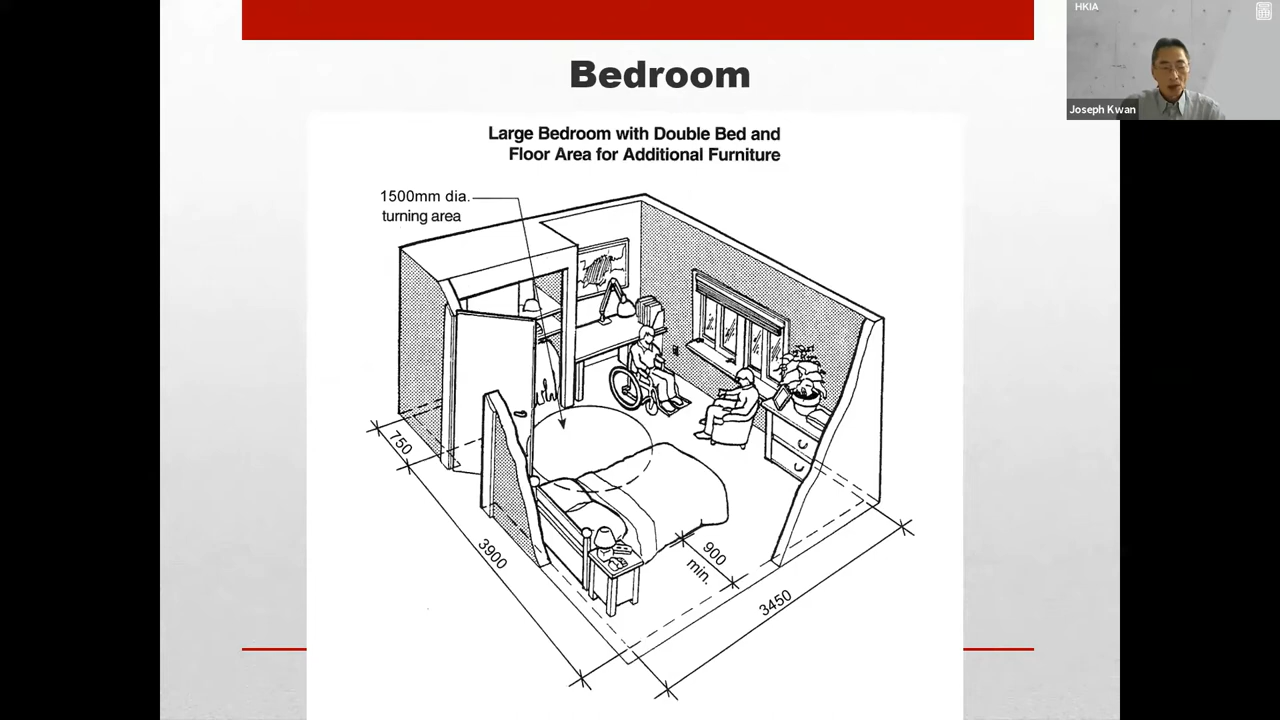 HKIA
Joseph Kwan
Bedroom
Large Bedroom with Double Bed and
Floor Area for Additional Furniture
1500mm dia.
turning area
750
3900
900
min.
3450